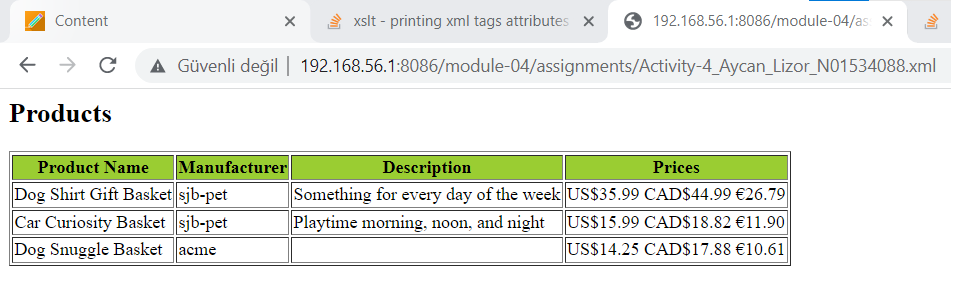 Content
xslt - printing xml tags attributes
192.168.56.1:8086/module-04/as
Güvenli değil | 192.168.56.1:8086/module-04/assignments/Activity-4_Aycan_Lizor_N01534088.xml
Products
Product Name Manufacturer Description Prices
Dog Shirt Gift Basket sjb-pet Something for every day of the week US$35.99 CAD$44.99 €26.79
Car Curiosity Basket sjb-pet Playtime morning, noon, and night US$15.99 CAD$18.82 €11.90
Dog Snuggle Basket acme US$14.25 CAD$17.88 €10.61